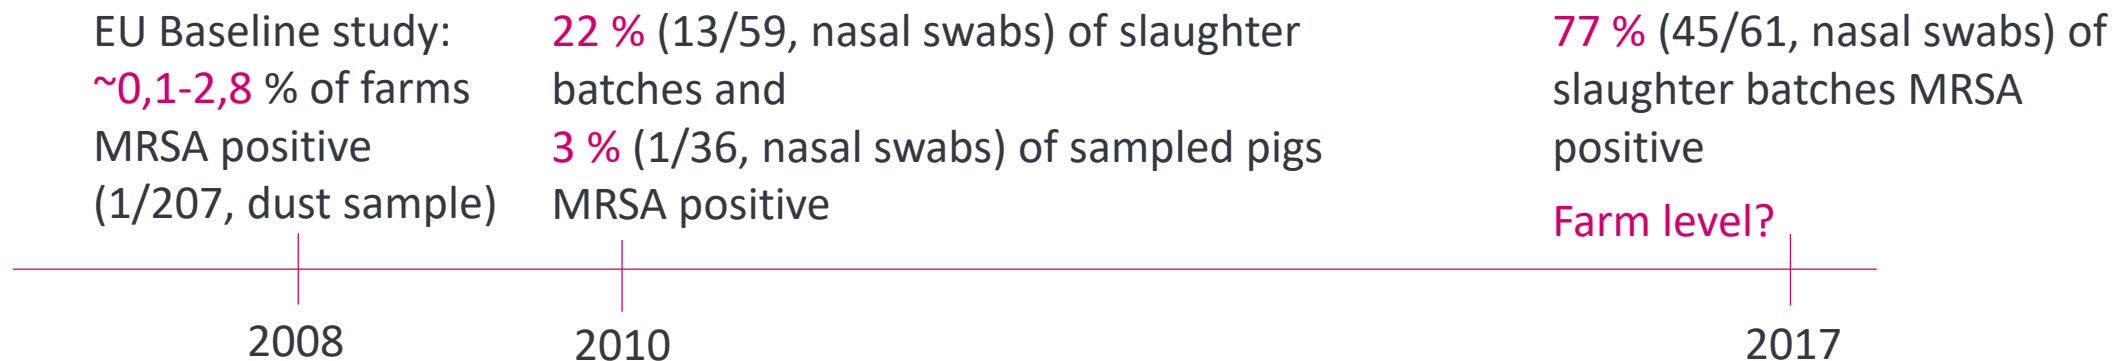 EU Baseline study:
~0,1-2,8 % of farms
MRSA positive
(1/207, dust sample)
22 % (13/59, nasal swabs) of slaughter
batches and
3 % (1/36, nasal swabs) of sampled pigs
MRSA positive
77 % (45/61, nasal swabs) of
slaughter batches MRSA
positive
Farm level?
2008
2010
2017